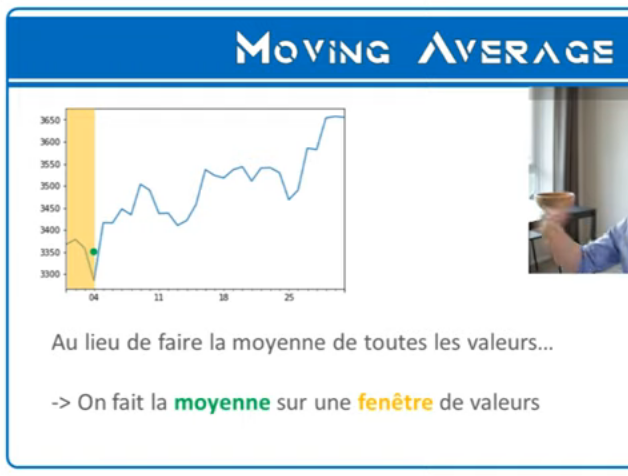 MOVING AVERAGE
3650
3600
3550
3500
3450
3400
3350
3300
04 11 18 25
Au lieu de faire la moyenne de toutes les valeurs...
-> On fait la moyenne sur une fenêtre de valeurs